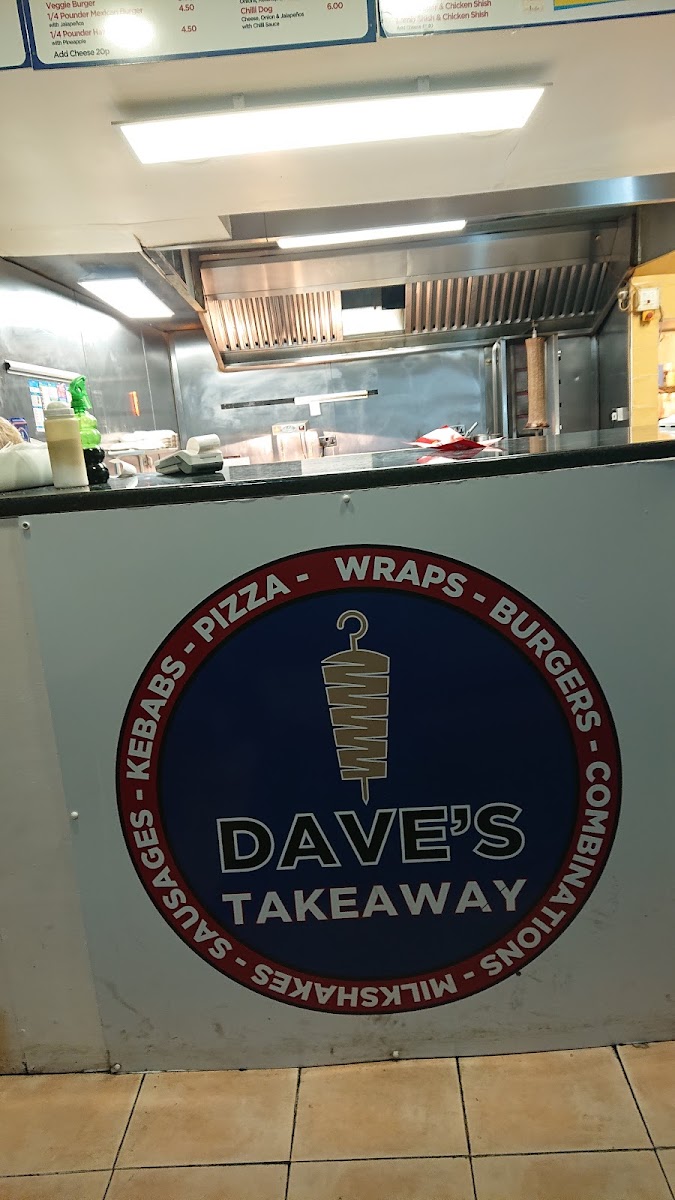 Veggie Burger
1/4 Pounder Mexican Burger 4.50
with Jalapeños
1/4 Pounder 4.50
with Pineapple
Add Cheese 20p
Chilli Dog 6.00
Cheese, Onion & Jalapeños
with Chilli Sauce
& Chicken Shish
& Chicken Shish
KEBABS - PIZZA - WRAPS - BURGERS - COMBINATIONS - MILKSHAKES - SAUSAGES -
DAVE'S
TAKEAWAY